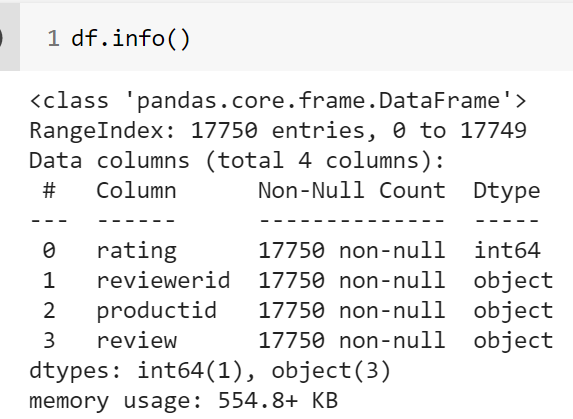 1 df.info()
<class 'pandas.core.frame.DataFrame'>
RangeIndex: 17750 entries, 0 to 17749
Data columns (total 4 columns):
 #   Column      Non-Null Count  Dtype
---  ------      --------------  -----
 0   rating      17750 non-null  int64
 1   reviewerid  17750 non-null  object
 2   productid   17750 non-null  object
 3   review      17750 non-null  object
dtypes: int64(1), object(3)
memory usage: 554.8+ KB